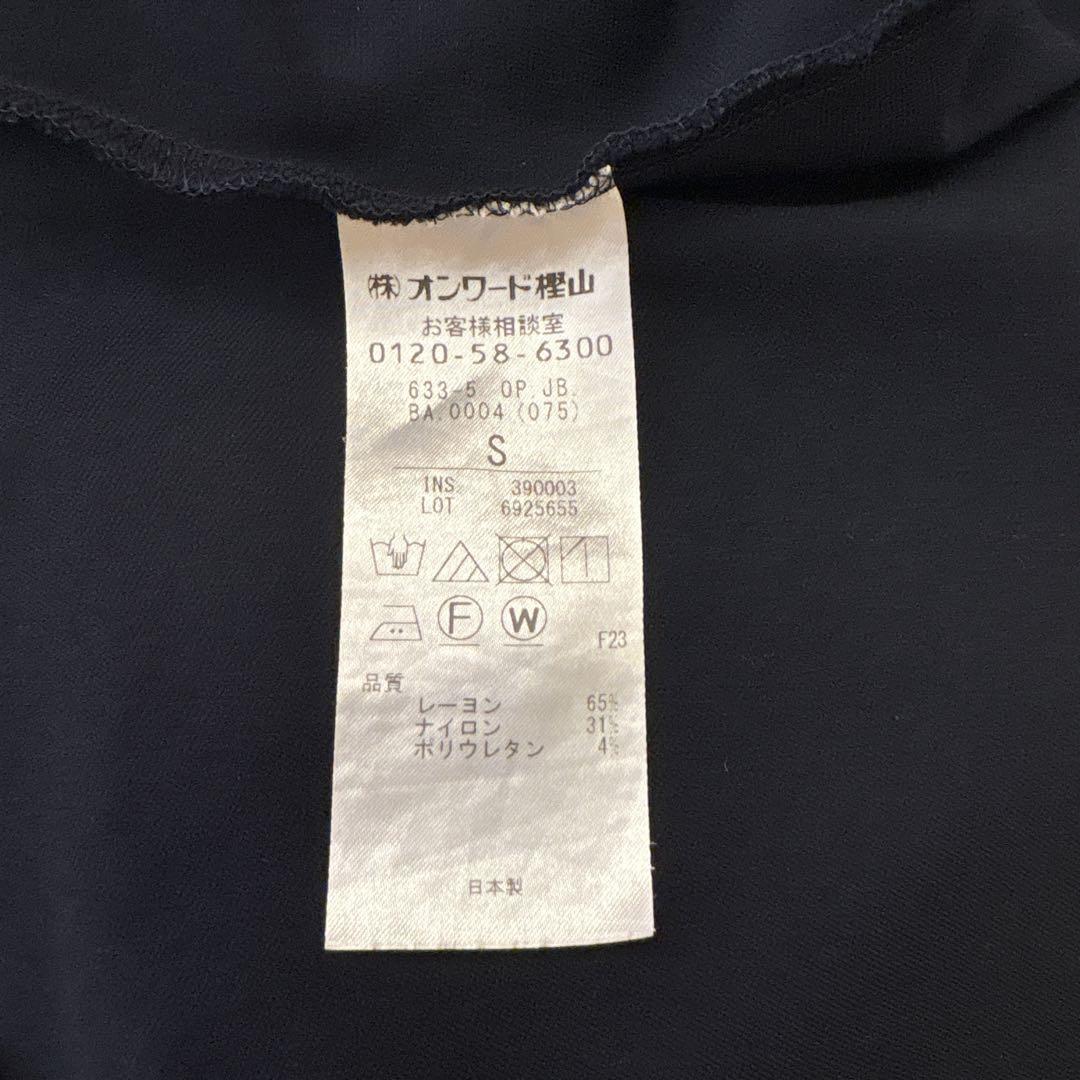 ㈱オンワード樫山
お客様相談室
0120-58-6300
633-5 OP.JB.
BA.0004(075)
S
INS 390003
LOT 6925655
F W
F23
品質
レーヨン 65%
ナイロン 31%
ポリウレタン 4%
日本製